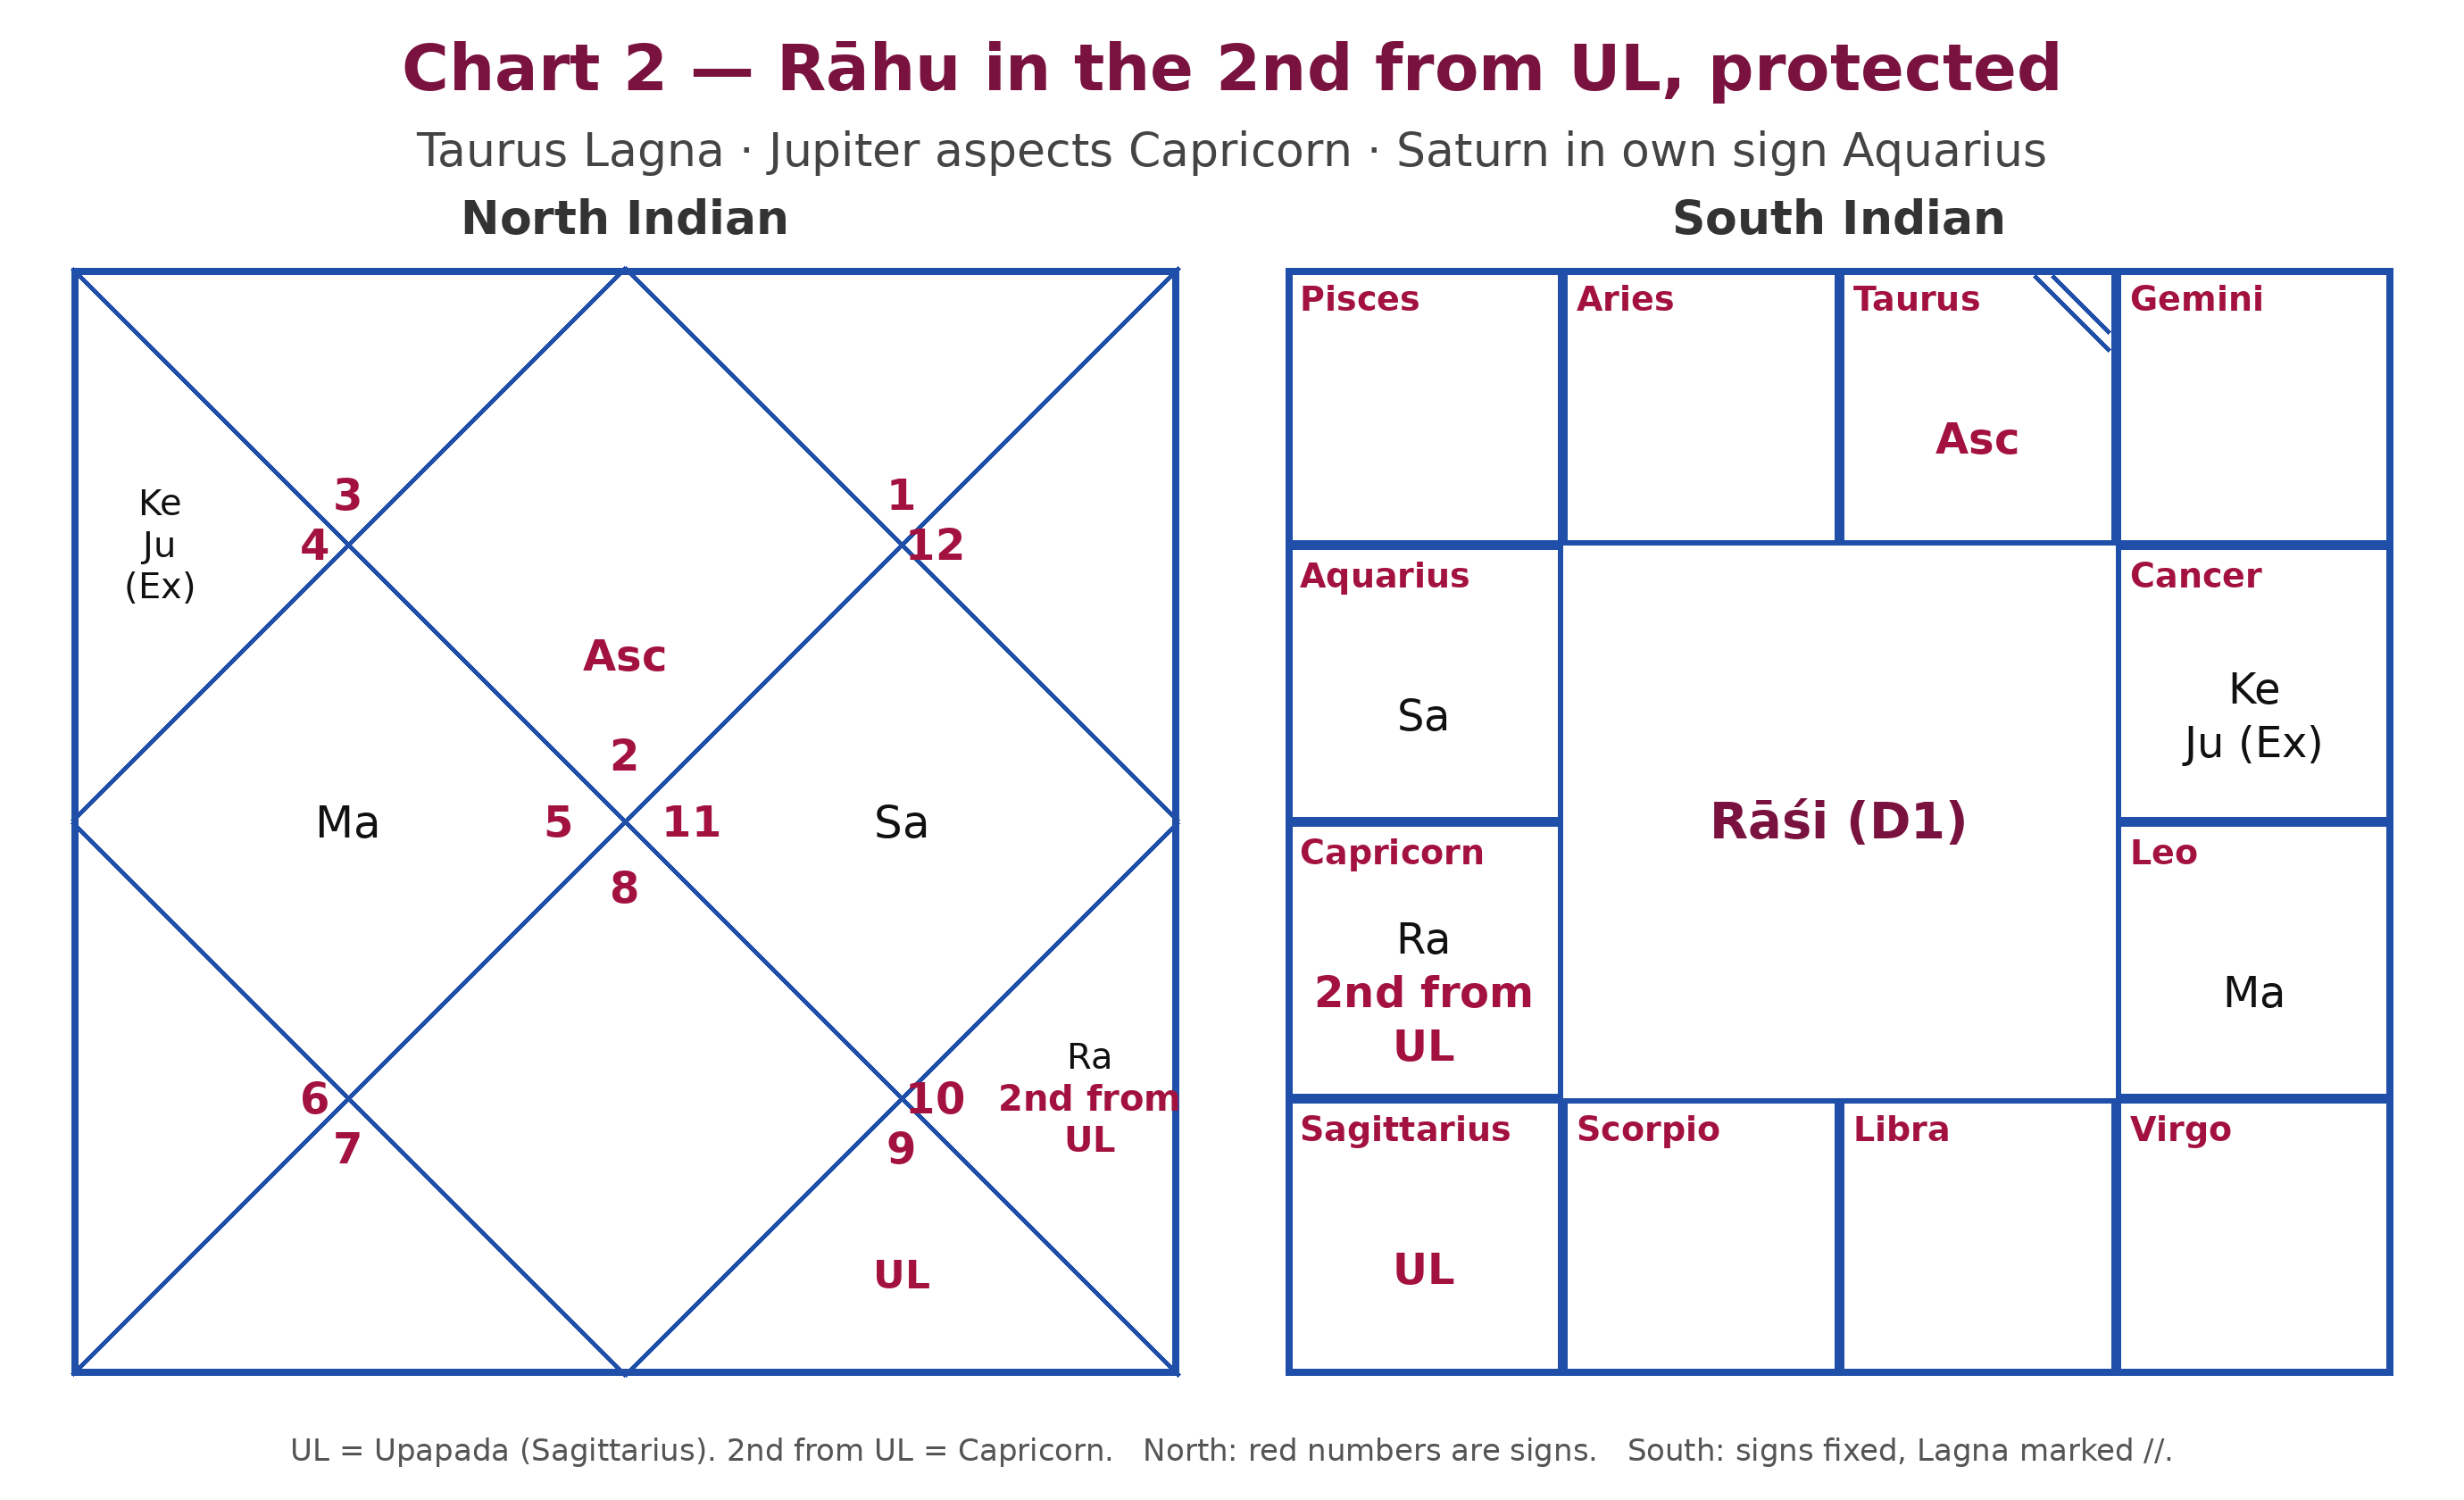 Chart 2 — Rāhu in the 2nd from UL, protected
Taurus Lagna · Jupiter aspects Capricorn · Saturn in own sign Aquarius
North Indian
3
1
Ke
Ju
(Ex)
4
12
Asc
2
Ma
5
11
Sa
8
6
10
Ra
2nd from
UL
7
9
UL
South Indian
Pisces
Aries
Taurus
Asc
Gemini
Aquarius
Sa
Cancer
Ke
Ju (Ex)
Rāśi (D1)
Capricorn
Ra
2nd from
UL
Leo
Ma
Sagittarius
UL
Scorpio
Libra
Virgo
UL = Upapada (Sagittarius). 2nd from UL = Capricorn. North: red numbers are signs. South: signs fixed, Lagna marked //.